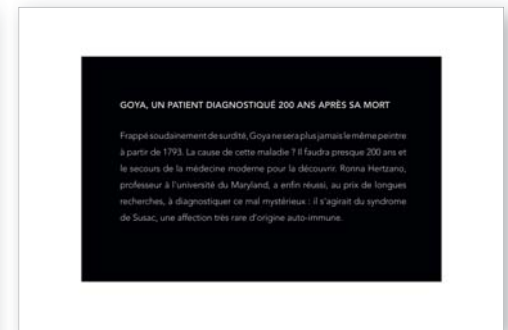 GOYA, UN PATIENT DIAGNOSTIQUÉ 200 ANS APRÈS SA MORT
Frappé soudainement de surdité, Goya ne sera plus jamais le même peintre
à partir de 1793. La cause de cette maladie ? Il faudra presque 200 ans et
le secours de la médecine moderne pour la découvrir. Ronna Hertzano,
professeur à l'université du Maryland, a enfin réussi, au prix de longues
recherches, à diagnostiquer ce mal mystérieux : il s'agirait du syndrome
de Susac, une affection très rare d'origine auto-immune.